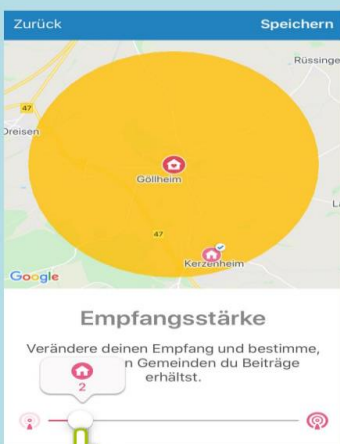 Zurück Speichern
Rüssinge
47
Dreisen
Göllheim
L
47
Kerzenheim
Google
Empfangsstärke
Verändere deinen Empfang und bestimme,
n Gemeinden du Beiträge
2
erhältst.